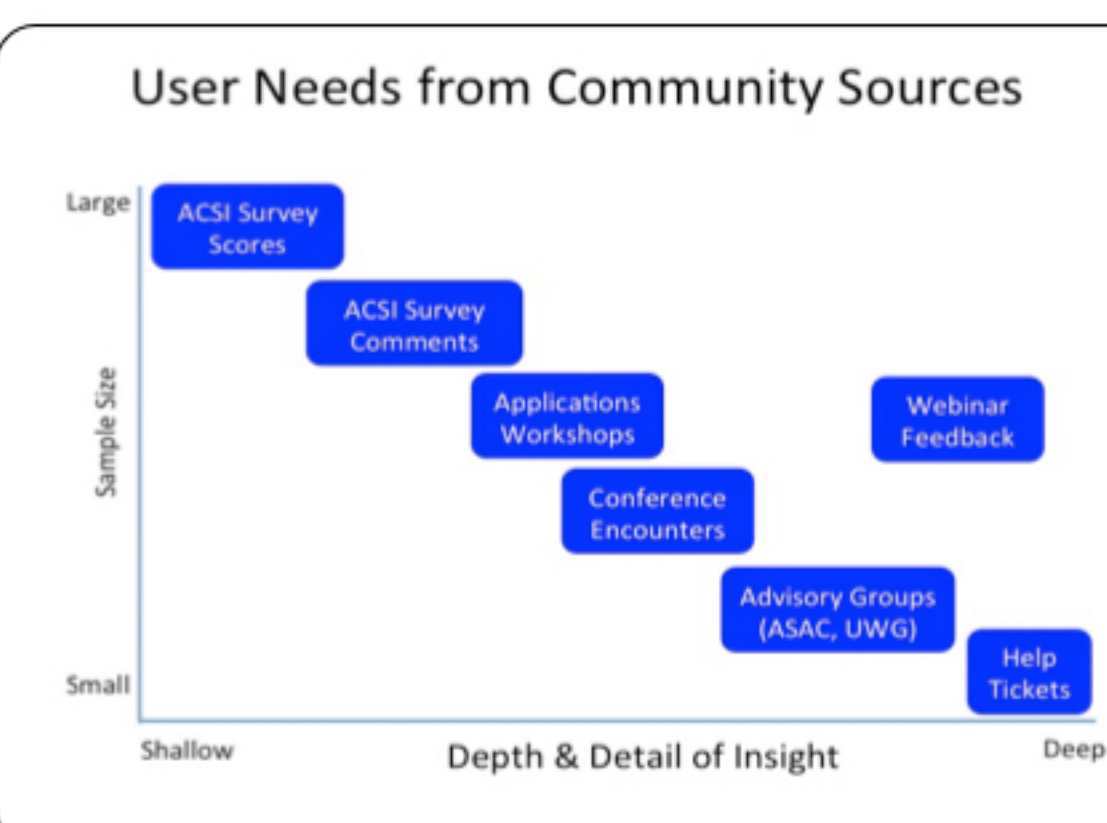 User Needs from Community Sources
Large
ACSI Survey
Scores
ACSI Survey
Comments
Applications
Workshops
Webinar
Feedback
Sample Size
Conference
Encounters
Advisory Groups
(ASAC, UWG)
Help
Tickets
Small
Shallow
Depth & Detail of Insight
Deep